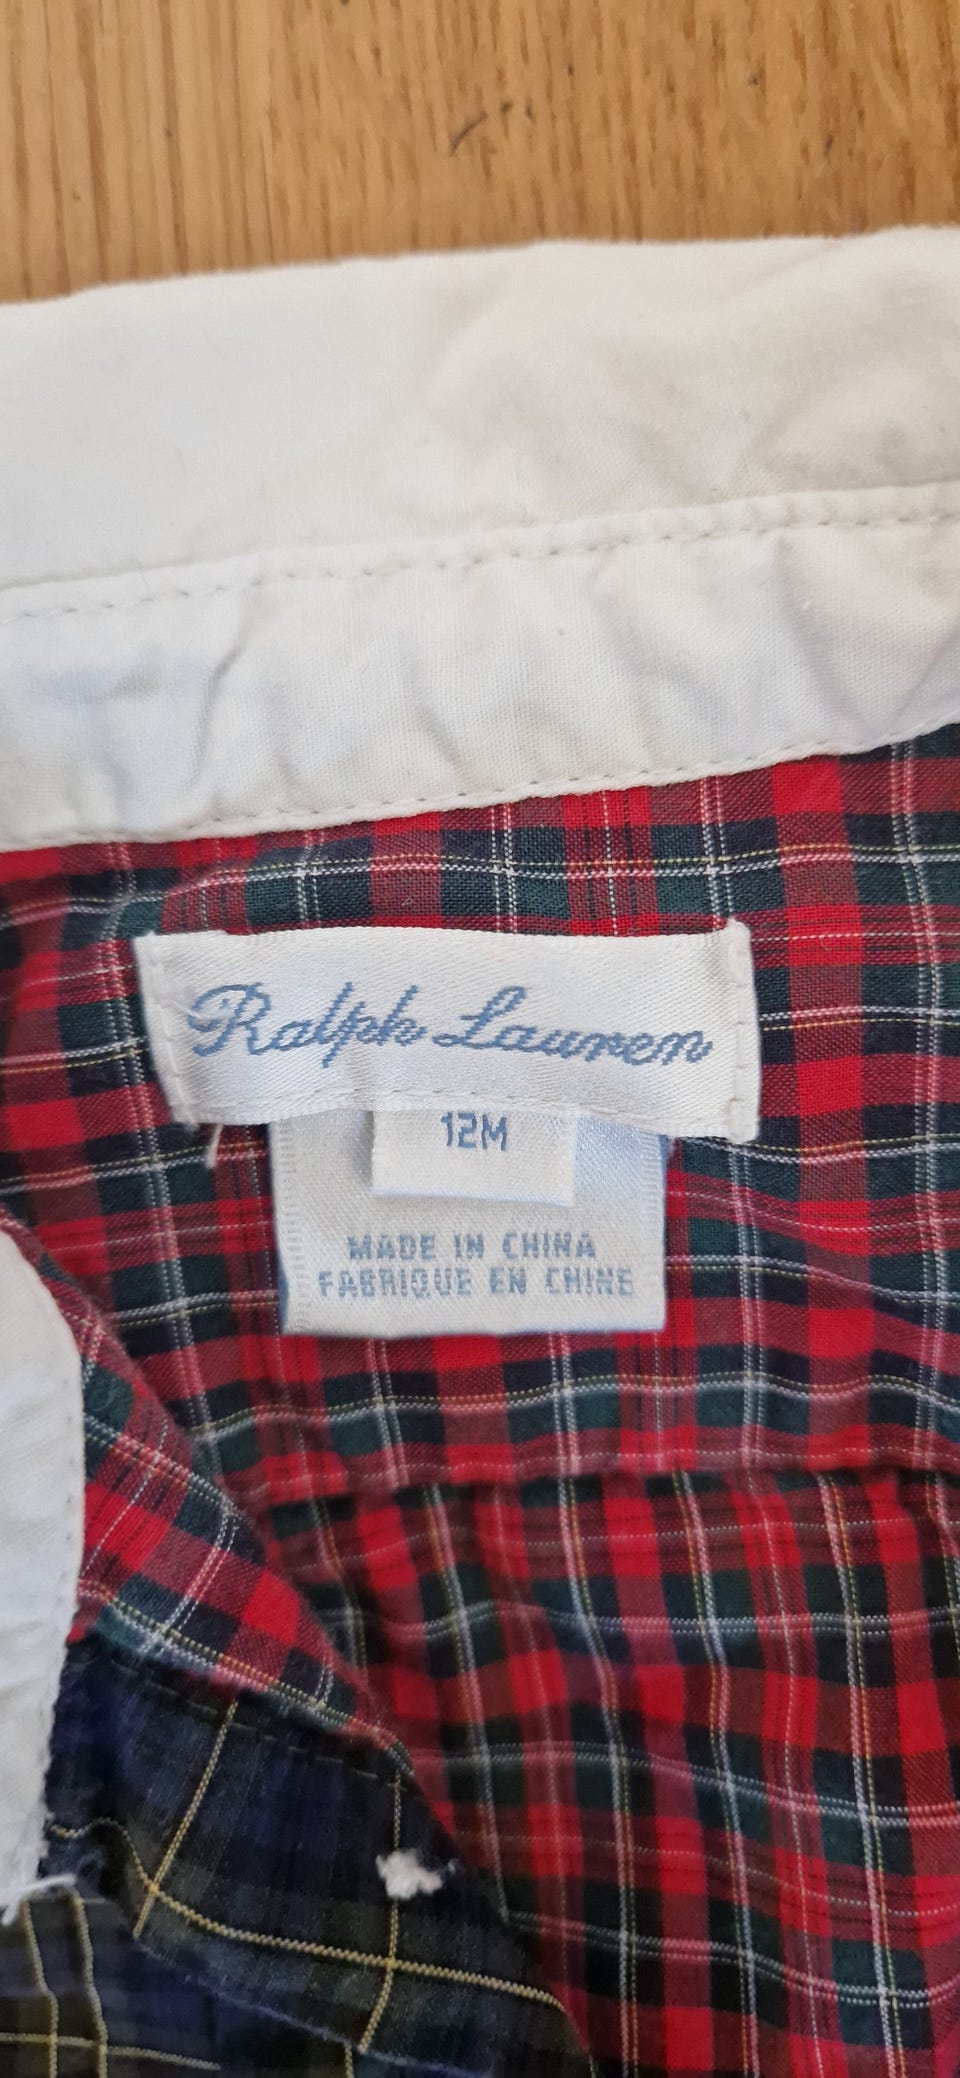 Ralph Lauren
12M
MADE IN CHINA
FABRIQUE EN CHINE